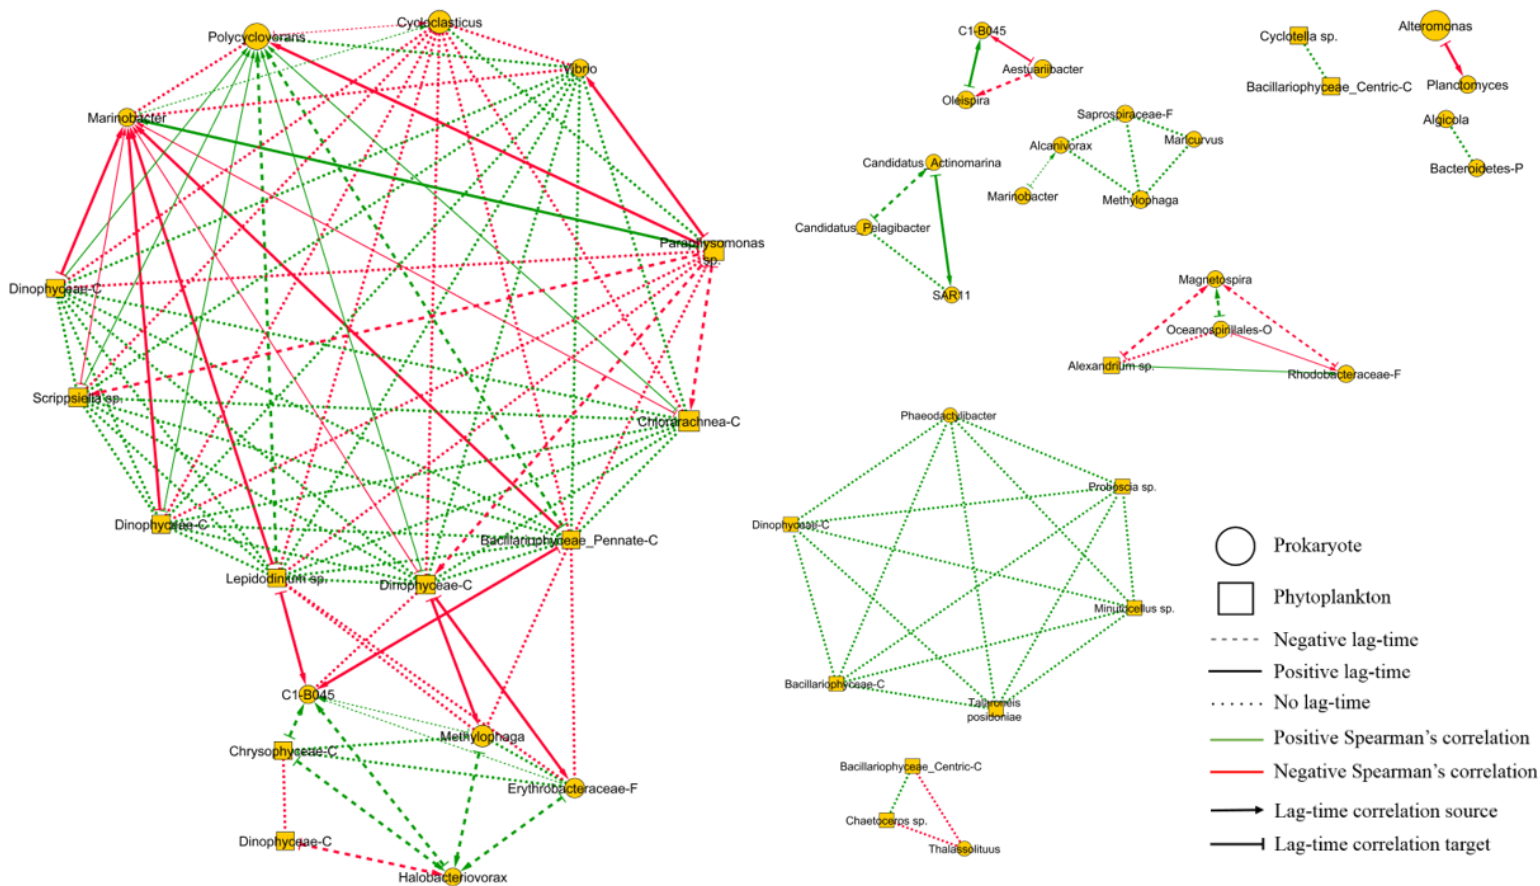 Cycloclasticus
Polycyclovorans
Vibrio
Marinobacter
Paraphysomonas
sp.
Dinophyceae-C
Scrippsiella sp.
Chlorarachnea-C
Dinophyceae-C
Bacillariophyceae_Pennate-C
Lepidodinium sp.
Dinophyceae-C
C1-B045
Methylophaga
Chrysophyceae-C
Erythrobacteraceae-F
Dinophyceae-C
Halobacteriovorax
C1-B045
Aestuariibacter
Oleispira
Saprospiraceae-F
Alcanivorax
Maricurvus
Marinobacter
Methylophaga
Candidatus_Actinomarina
Candidatus_Pelagibacter
SAR11
Cyclotella sp.
Bacillariophyceae_Centric-C
Alteromonas
Planctomyces
Algicola
Bacteroidetes-P
Magnetospira
Oceanospirillales-O
Alexandrium sp.
Rhodobacteraceae-F
Phaeodactylibacter
Proboscia sp.
Dinophyceae-C
Minutocellus sp.
Bacillariophyceae-C
Talaroneis
posidoniae
Bacillariophyceae_Centric-C
Chaetoceros sp.
Thalassolituus
Prokaryote
Phytoplankton
Negative lag-time
Positive lag-time
No lag-time
Positive Spearman's correlation
Negative Spearman's correlation
Lag-time correlation source
Lag-time correlation target